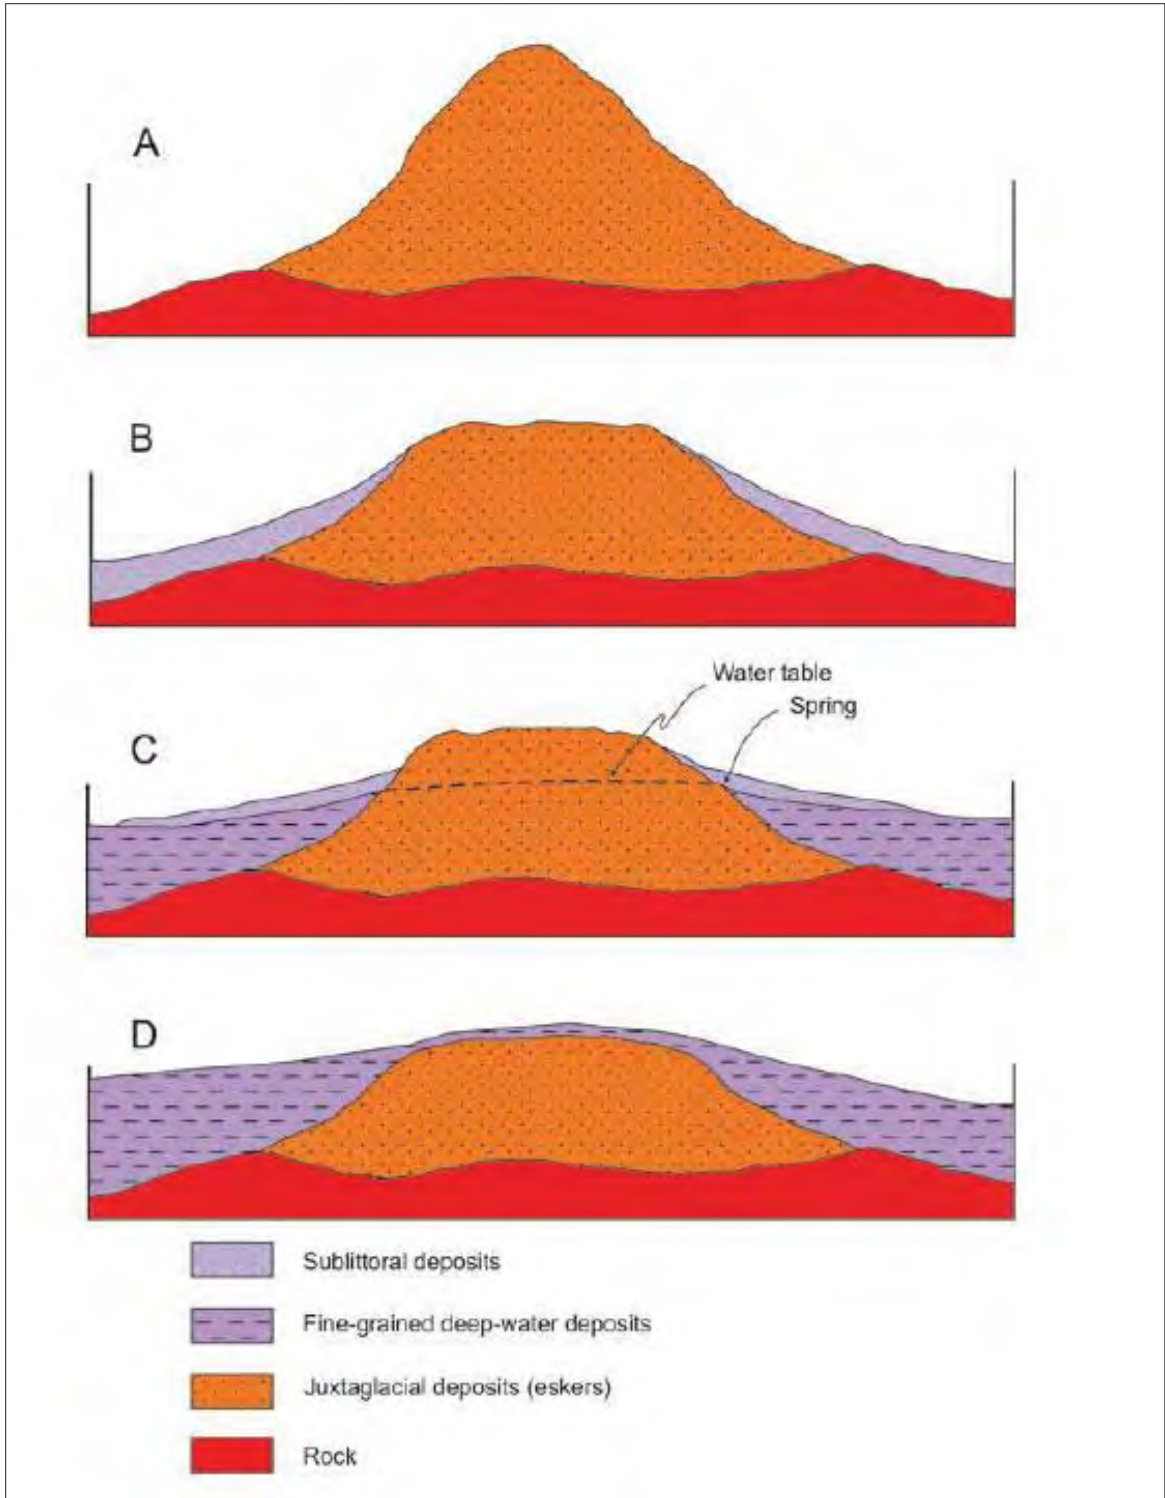 A
B
Water table
Spring
C
D
Sublittoral deposits
Fine-grained deep-water deposits
Juxtaglacial deposits (eskers)
Rock